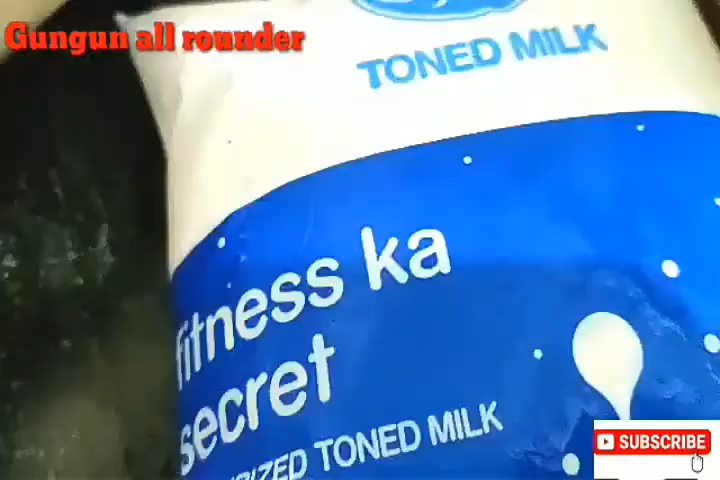 Gungun all rounder
TONED MILK
fitness ka
secret
TONED MILK
SUBSCRIBE